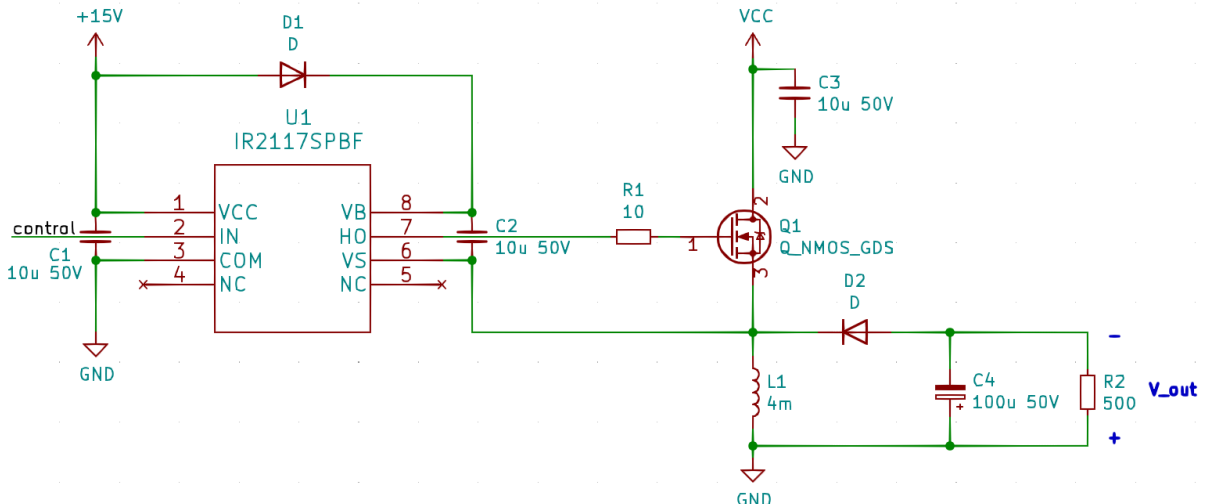 +15V
D1
D
VCC
C3
10u 50V
GND
U1
IR2117SPBF
1
VCC
VB
8
control
2
IN
HO
7
3
COM
VS
6
4
NC
NC
5
C1
10u 50V
GND
C2
10u 50V
R1
10
1
2
3
Q1
Q_NMOS_GDS
D2
D
L1
4m
C4
100u 50V
+
R2
500
-
V_out
+
GND